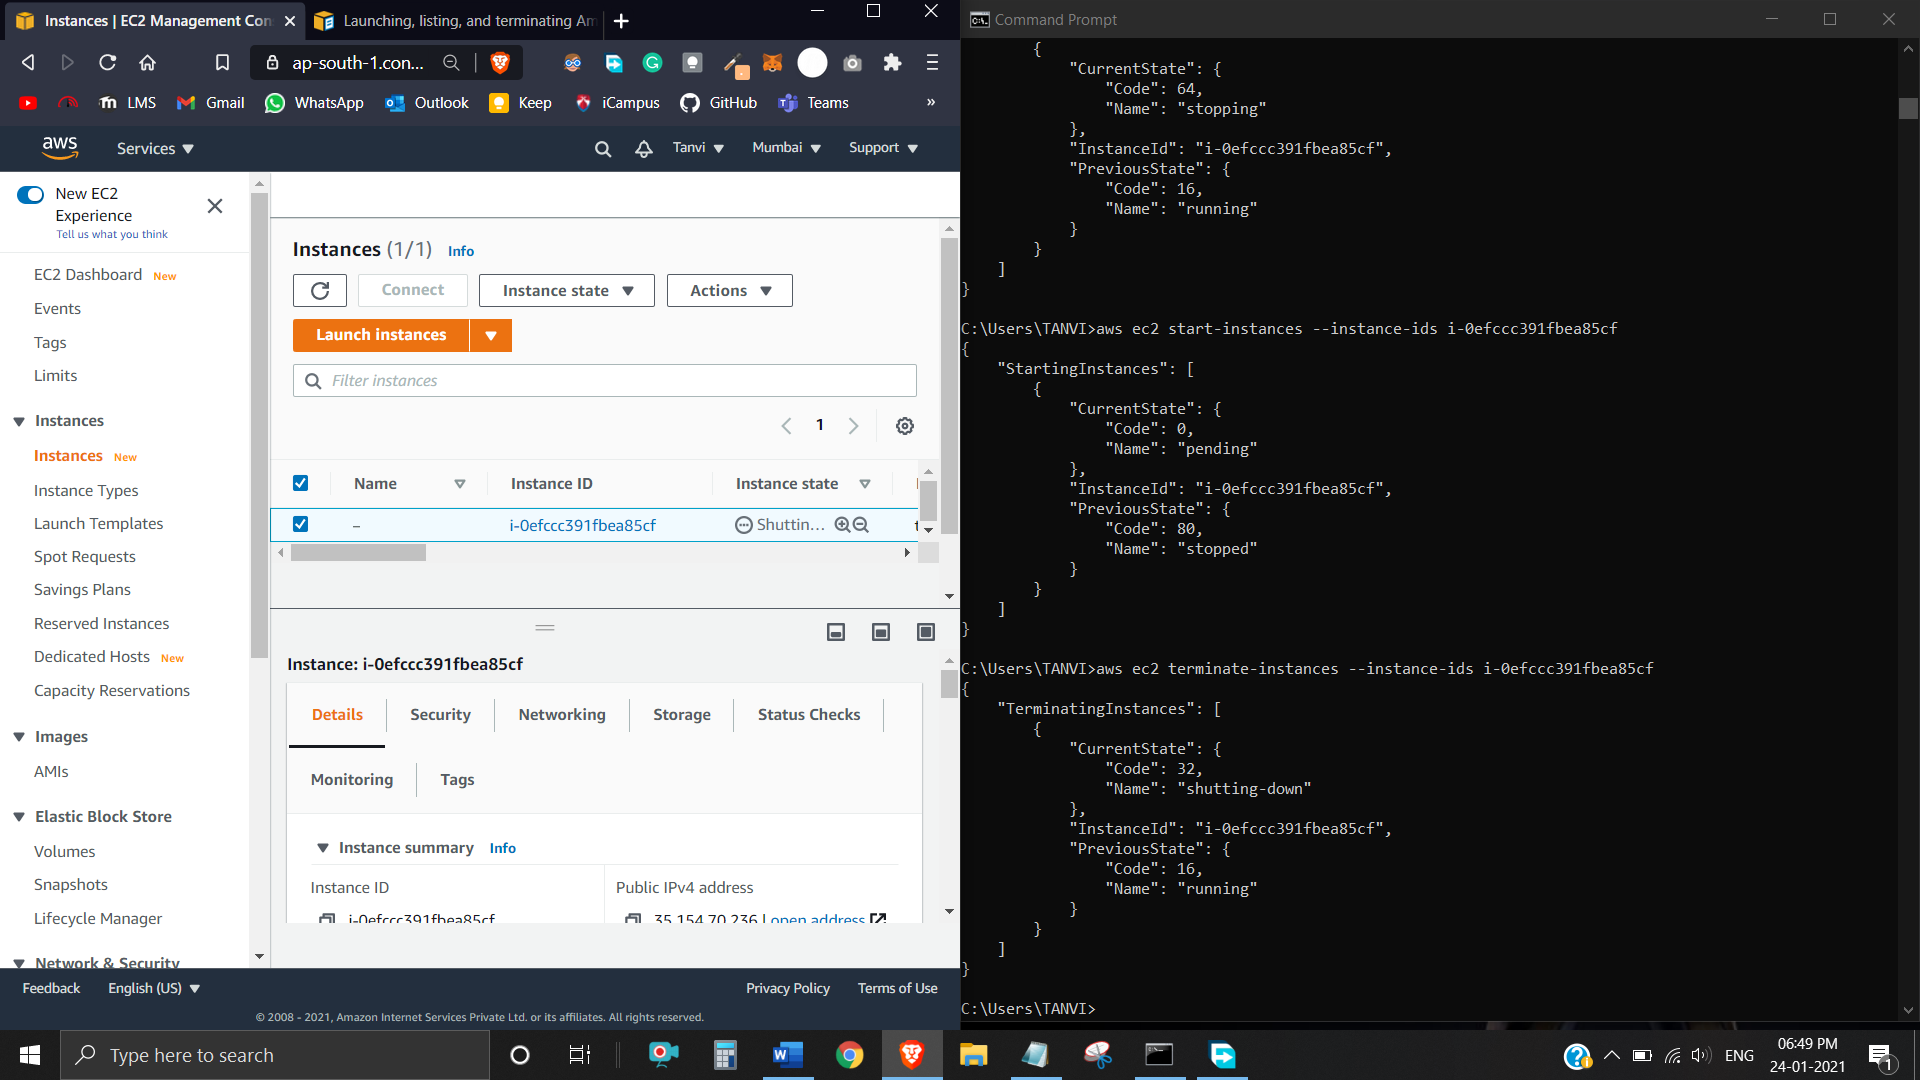 Instances | EC2 Management Con
Launching, listing, and terminating Am
ap-south-1.con...
LMS
Gmail
WhatsApp
Outlook
Keep
iCampus
GitHub
Teams
»
aws
Services
Tanvi
Mumbai
Support
New EC2
Experience
Tell us what you think
EC2 Dashboard New
Events
Tags
Limits
Instances
Instances New
Instance Types
Launch Templates
Spot Requests
Savings Plans
Reserved Instances
Dedicated Hosts New
Capacity Reservations
Images
AMIs
Elastic Block Store
Volumes
Snapshots
Lifecycle Manager
Network & Security
Instances (1/1) Info
Connect
Instance state
Actions
Launch instances
Filter instances
1
Name
Instance ID
Instance state
–
i-0efccc391fbea85cf
Shuttin...
Instance: i-0efccc391fbea85cf
Details
Security
Networking
Storage
Status Checks
Monitoring
Tags
Instance summary Info
Instance ID
Public IPv4 address
i-0efccc391fbea85cf
35.154.70.236 | open address
Feedback
English (US)
Privacy Policy
Terms of Use
© 2008 - 2021, Amazon Internet Services Private Ltd. or its affiliates. All rights reserved.
Command Prompt
{
"CurrentState": {
"Code": 64,
"Name": "stopping"
},
"InstanceId": "i-0efccc391fbea85cf",
"PreviousState": {
"Code": 16,
"Name": "running"
}
}
]
}
C:\Users\TANVI>aws ec2 start-instances --instance-ids i-0efccc391fbea85cf
{
"StartingInstances": [
{
"CurrentState": {
"Code": 0,
"Name": "pending"
},
"InstanceId": "i-0efccc391fbea85cf",
"PreviousState": {
"Code": 80,
"Name": "stopped"
}
}
]
}
C:\Users\TANVI>aws ec2 terminate-instances --instance-ids i-0efccc391fbea85cf
{
"TerminatingInstances": [
{
"CurrentState": {
"Code": 32,
"Name": "shutting-down"
},
"InstanceId": "i-0efccc391fbea85cf",
"PreviousState": {
"Code": 16,
"Name": "running"
}
}
]
}
C:\Users\TANVI>
Type here to search
ENG
06:49 PM
24-01-2021
1